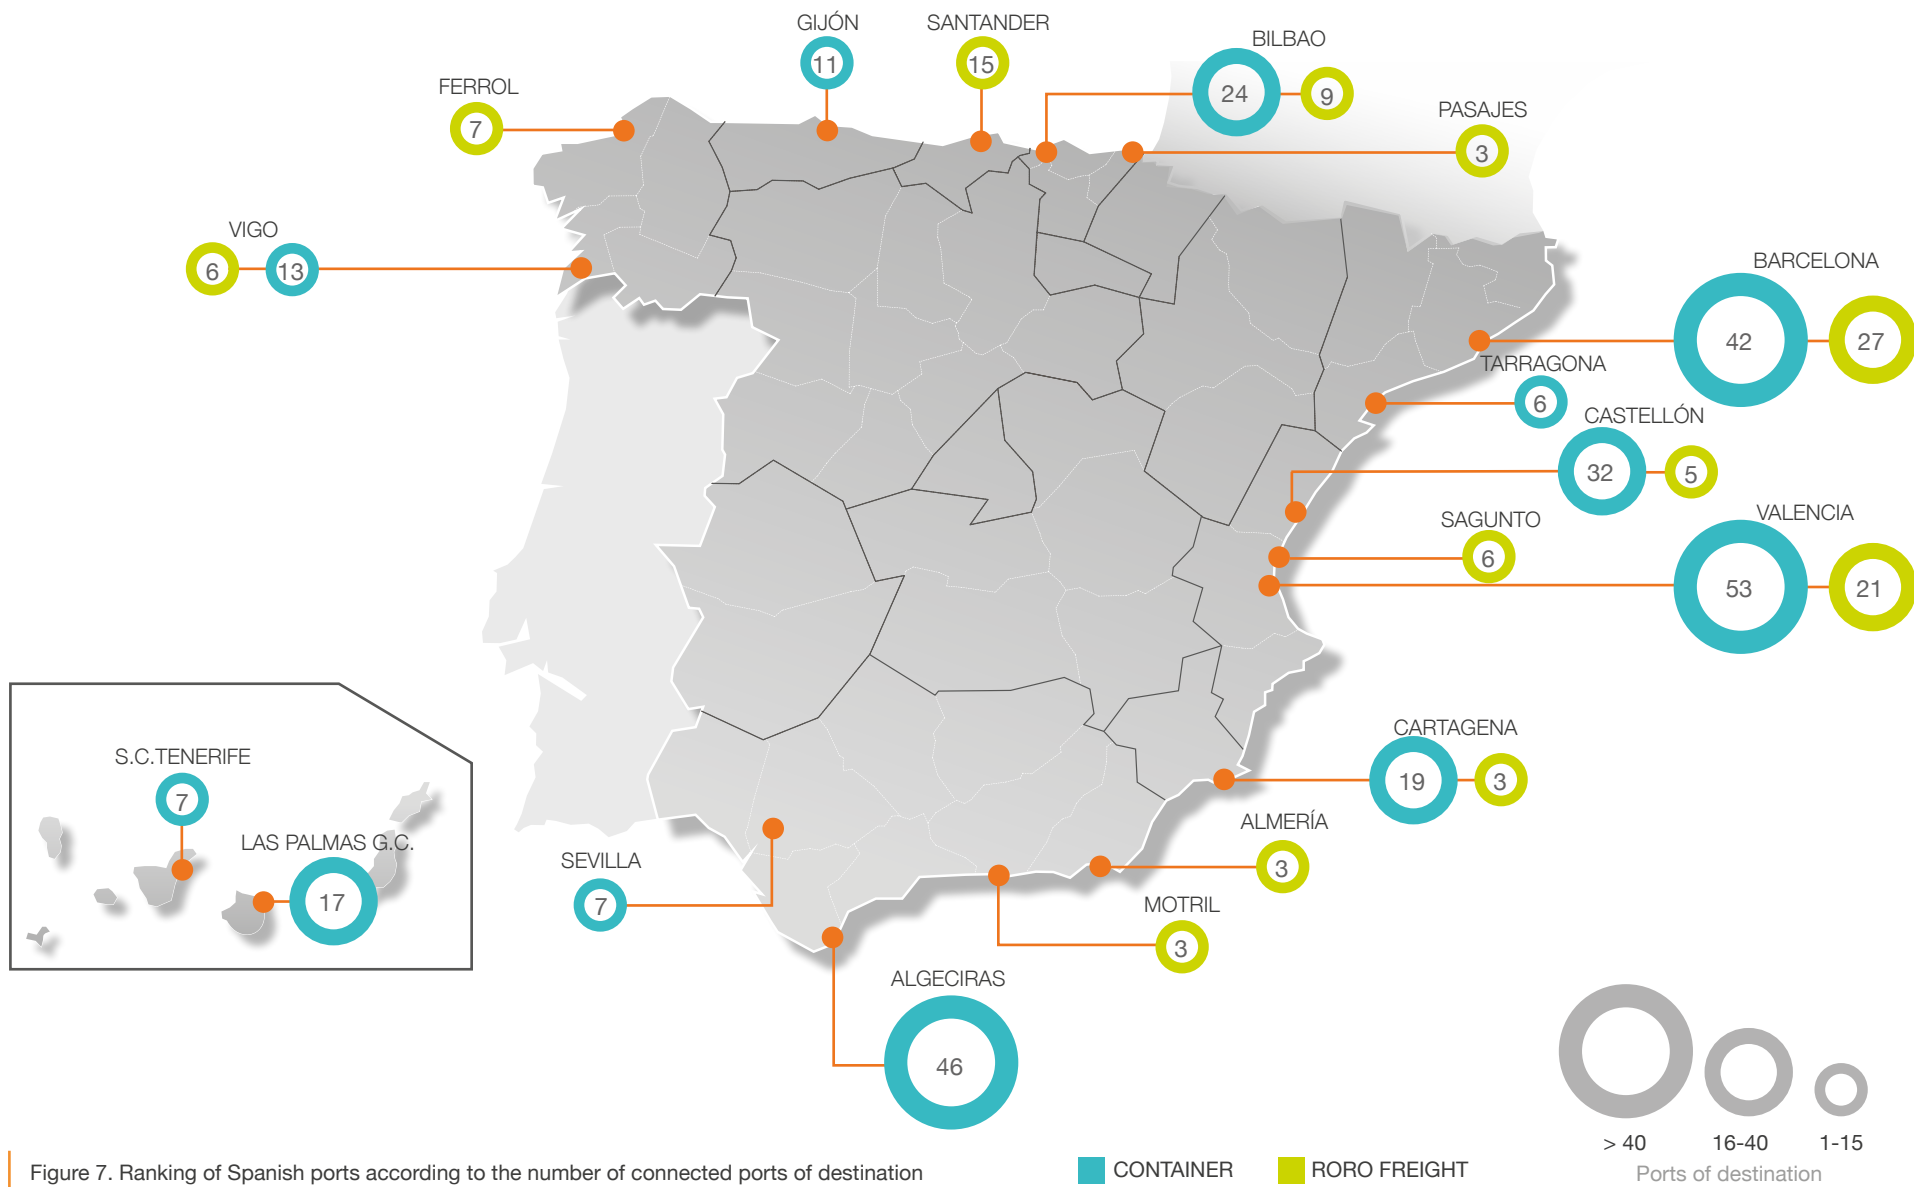 GIJÓN
11
SANTANDER
15
BILBAO
24
9
FERROL
7
PASAJES
3
VIGO
6
13
BARCELONA
42
27
TARRAGONA
6
CASTELLÓN
32
5
SAGUNTO
6
VALENCIA
53
21
CARTAGENA
19
3
S.C.TENERIFE
7
LAS PALMAS G.C.
17
SEVILLA
7
ALMERÍA
3
MOTRIL
3
ALGECIRAS
46
> 40
16-40
1-15
Ports of destination
Figure 7. Ranking of Spanish ports according to the number of connected ports of destination
CONTAINER
RORO FREIGHT